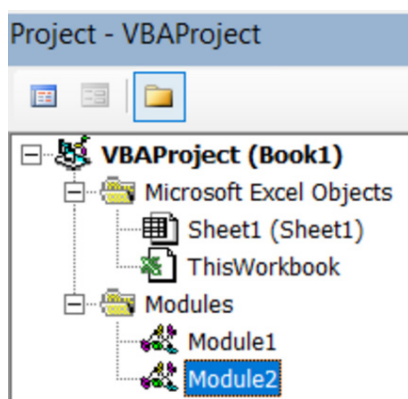 Project - VBAProject
VBAProject (Book1)
Microsoft Excel Objects
Sheet1 (Sheet1)
ThisWorkbook
Modules
Module1
Module2